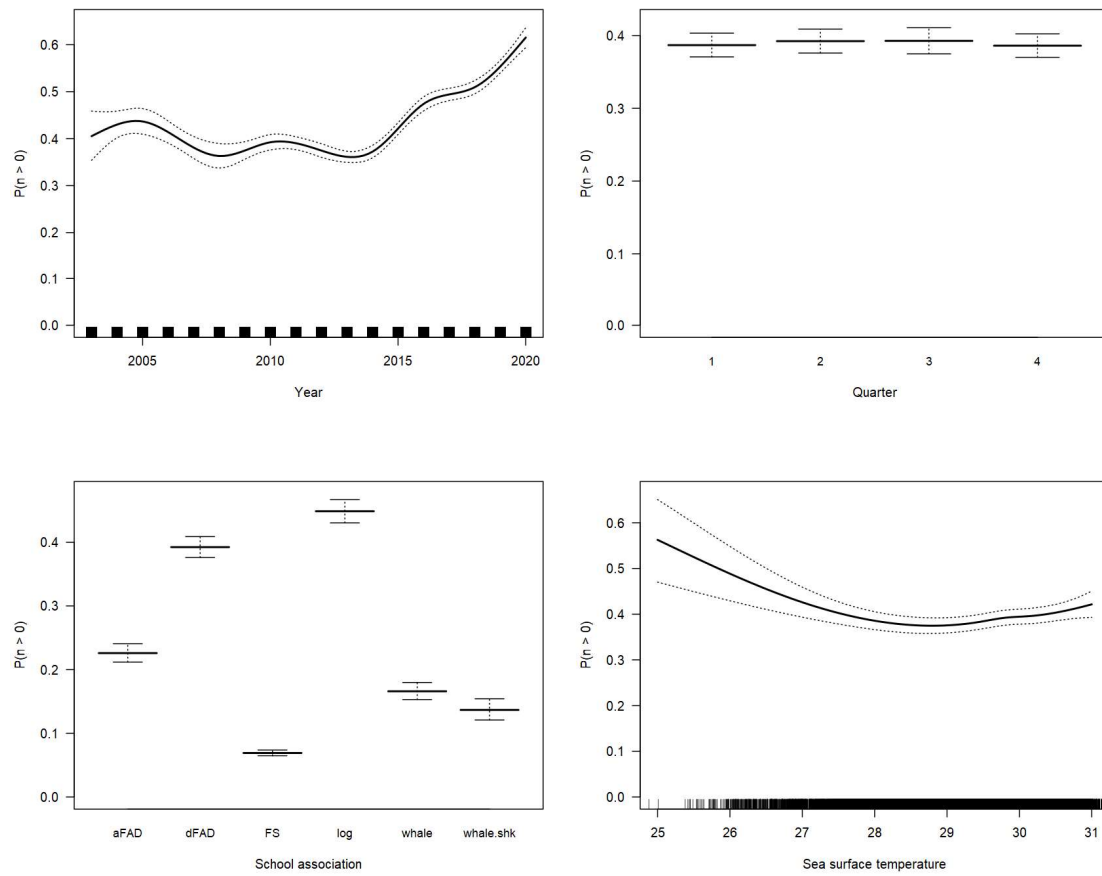 0.6
0.5
0.4
0.3
0.2
0.1
0.0
P(n > 0)
2005 2010 2015 2020
Year
0.4
0.3
0.2
0.1
0.0
P(n > 0)
1 2 3 4
Quarter
0.4
0.3
0.2
0.1
0.0
P(n > 0)
aFAD dFAD FS log whale whale.shk
School association
0.6
0.5
0.4
0.3
0.2
0.1
0.0
P(n > 0)
25 26 27 28 29 30 31
Sea surface temperature